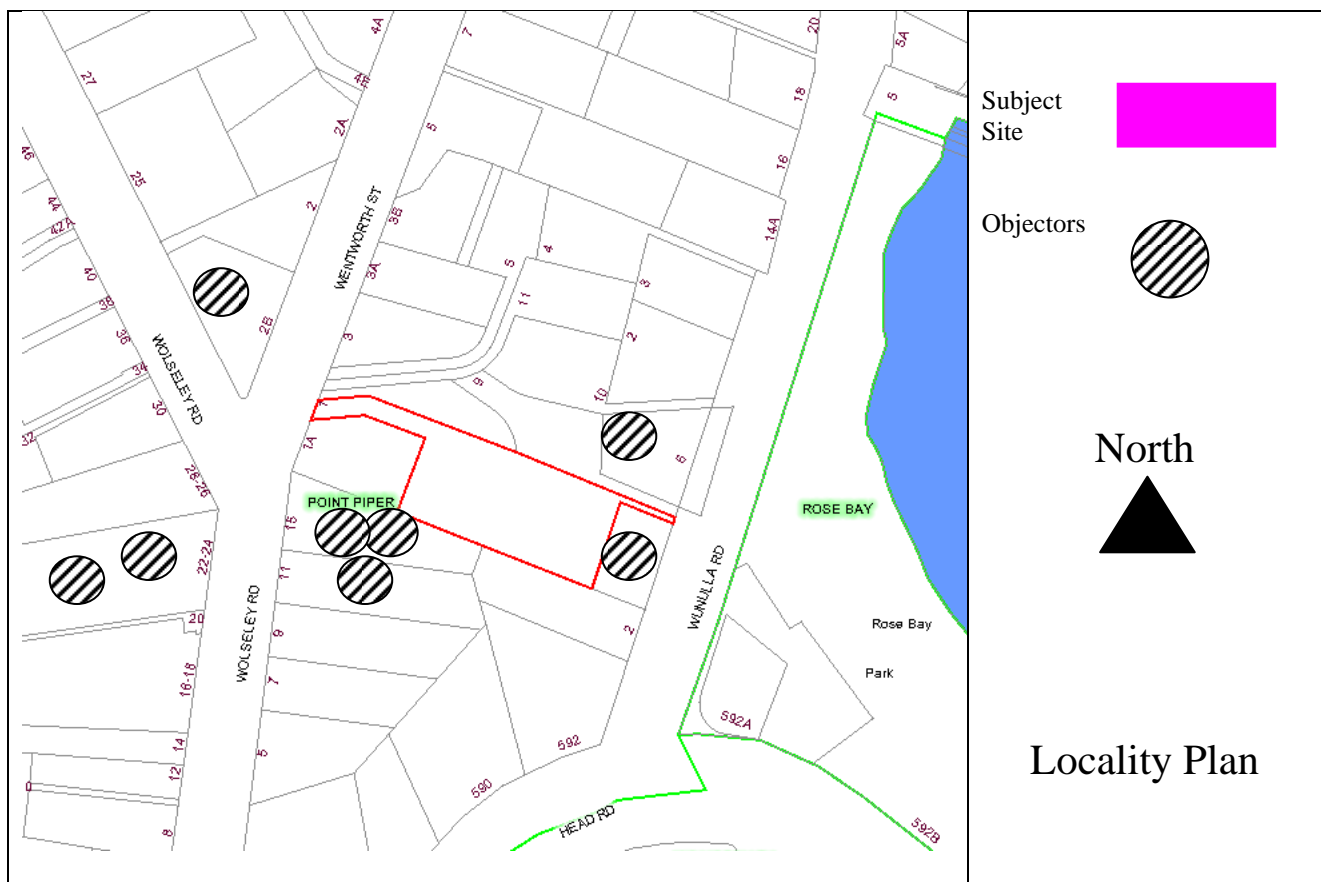 4A
7
20
5A
27
4B
18
5
2A
5
16
46
25
44
42A
2
WENTWORTH ST
3B
14A
40
3A
5
4
3
38
11
36
2B
3
2
34
WOLSELEY RD
30
9
10
1
32
1A
6
28-26
POINT PIPER
ROSE BAY
15
22-24
11
WUNULLA RD
20
WOLSELEY RD
9
2
Rose Bay
16-18
7
Park
592A
14
5
592
12
590
8
HEAD RD
592B
Subject
Site
Objectors
North
Locality Plan